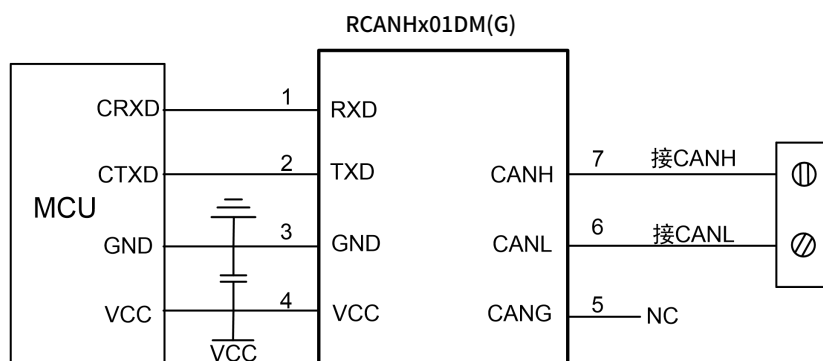 RCANHx01DM(G)
CRXD 1 RXD
CTXD 2 TXD 7 接CANH
CANH
MCU
GND 3 GND 6 接CANL
CANL
VCC 4 VCC CANG 5 NC
VCC